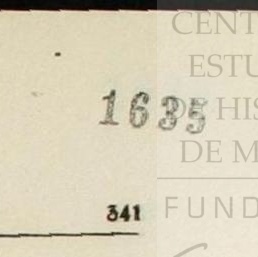 CENT
ESTU
1635
HIS
DE M
341
FUND